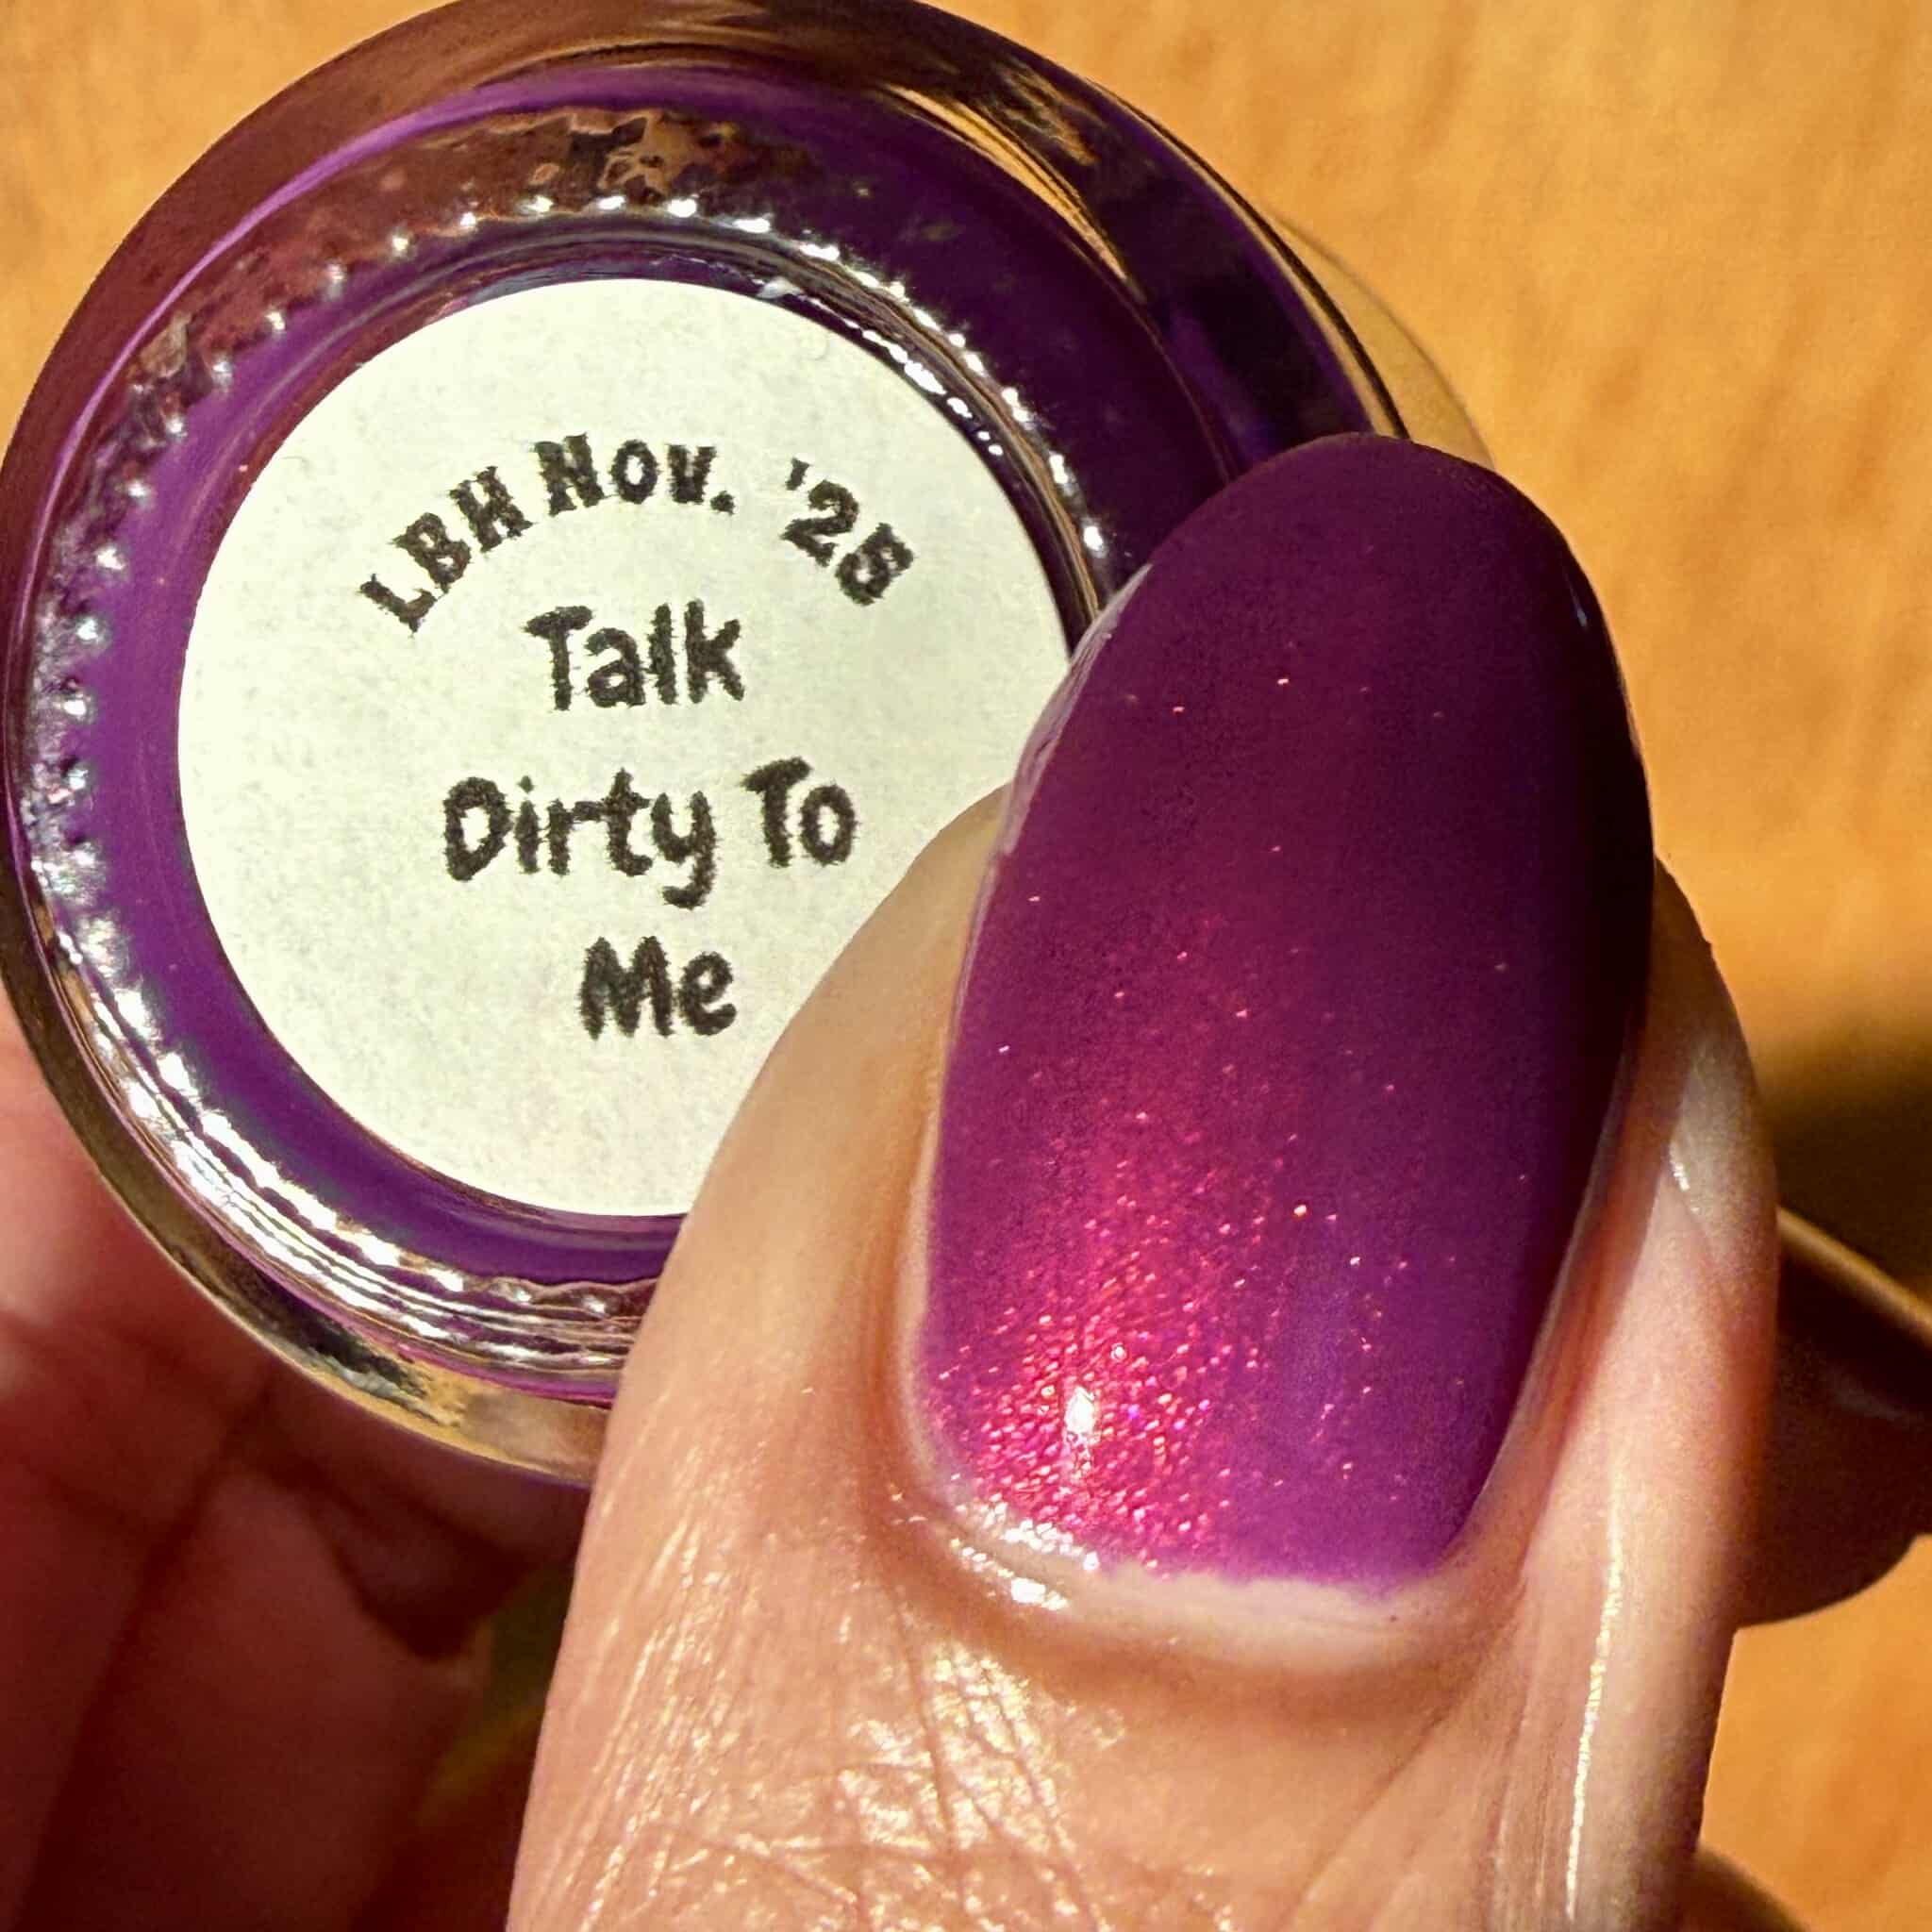 LBH Nov. '25
Talk
Dirty To
Me